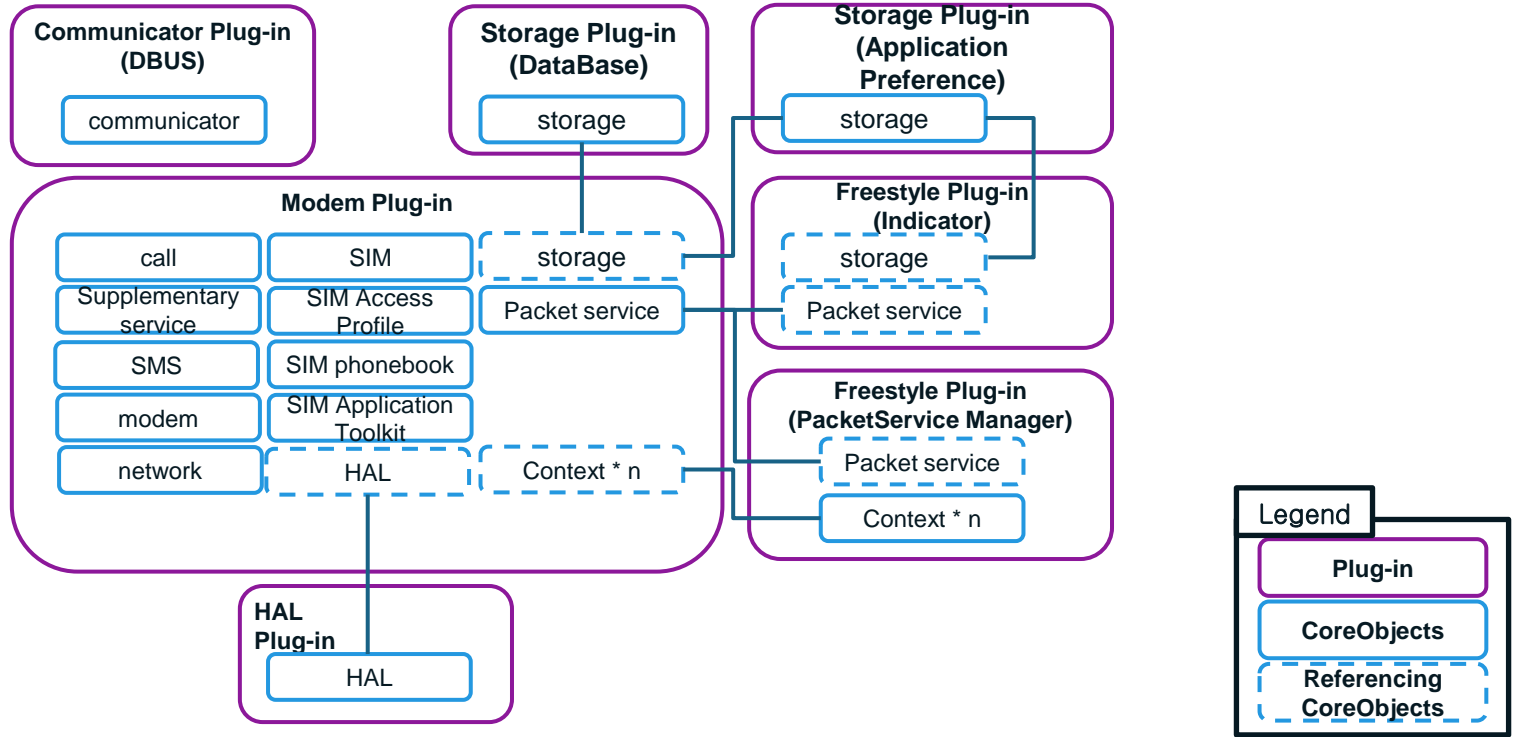 Communicator Plug-in
(DBUS)
communicator
Storage Plug-in
(DataBase)
storage
Storage Plug-in
(Application
Preference)
storage
Modem Plug-in
call
SIM
storage
Supplementary
service
SIM Access
Profile
Packet service
SMS
SIM phonebook
modem
SIM Application
Toolkit
network
HAL
Context * n
Freestyle Plug-in
(Indicator)
storage
Packet service
Freestyle Plug-in
(PacketService Manager)
Packet service
Context * n
HAL
Plug-in
HAL
Legend
Plug-in
CoreObjects
Referencing
CoreObjects